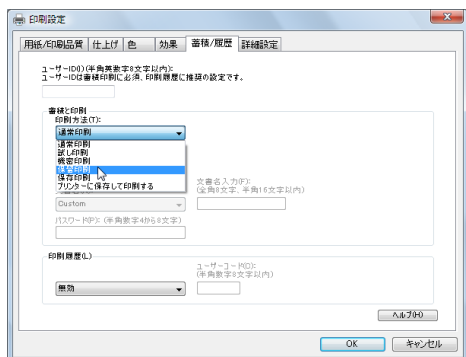 印刷設定
用紙/印刷品質 仕上げ 色 効果 蓄積/履歴 詳細設定
ユーザーID(I)(半角英数字8文字以内):
ユーザーIDは蓄積印刷に必須、印刷履歴に推奨の設定です。
蓄積と印刷
印刷方法(T):
通常印刷
通常印刷
試し印刷
機密印刷
保留印刷
保存印刷
プリンターに保存して印刷する
文書名入力(F):
(全角8文字、半角16文字以内)
Custom
パスワード(P): (半角数字4から8文字)
印刷履歴(L)
ユーザーコード(O):
(半角数字8文字以内)
無効
ヘルプ(H)
OK キャンセル